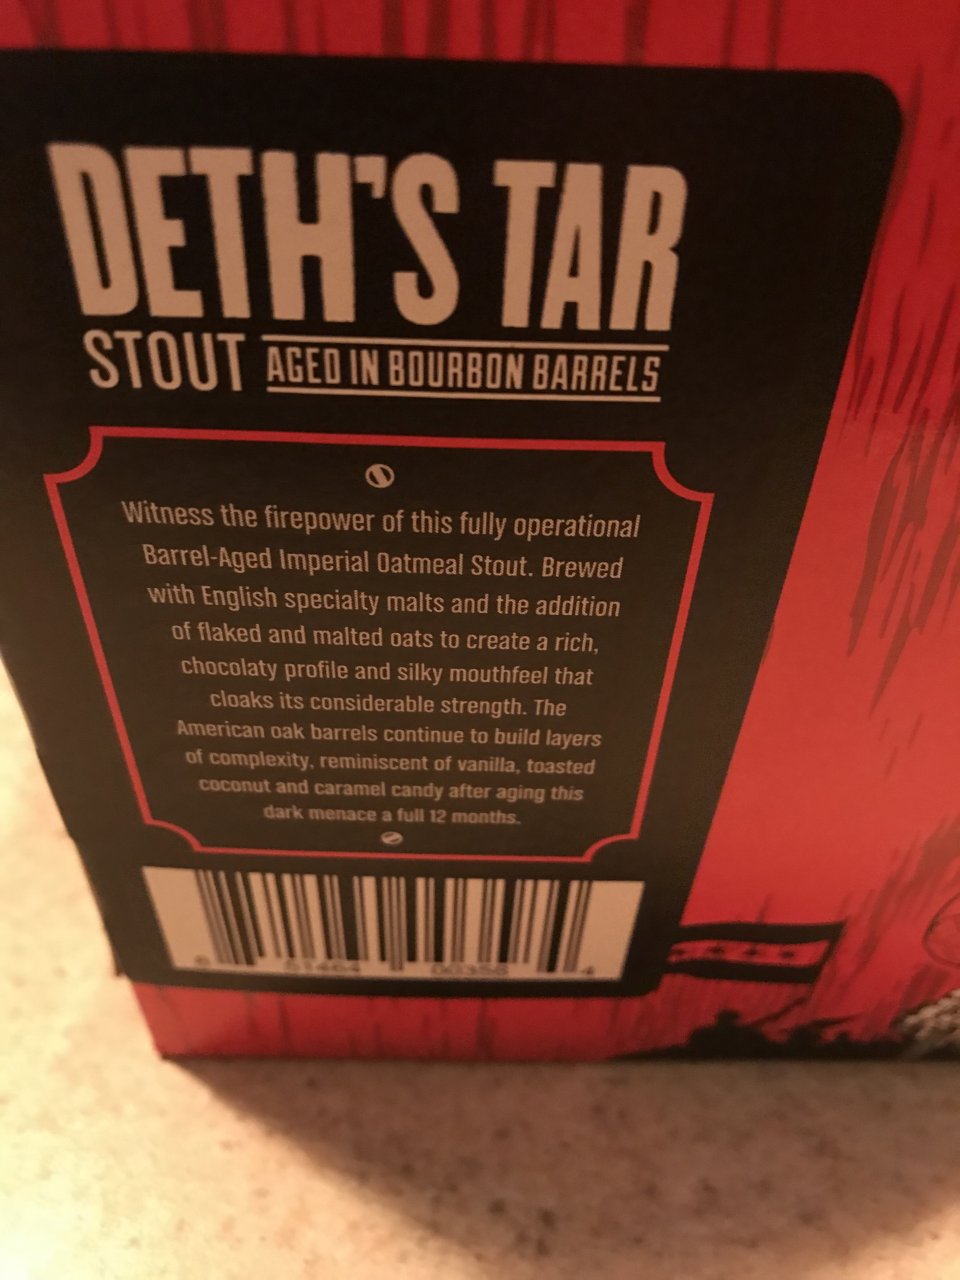 DETH'S TAR
STOUT AGED IN BOURBON BARRELS
Witness the firepower of this fully operational
Barrel-Aged Imperial Oatmeal Stout. Brewed
with English specialty malts and the addition
of flaked and malted oats to create a rich,
chocolaty profile and silky mouthfeel that
cloaks its considerable strength. The
American oak barrels continue to build layers
of complexity, reminiscent of vanilla, toasted
coconut and caramel candy after aging this
dark menace a full 12 months.
4